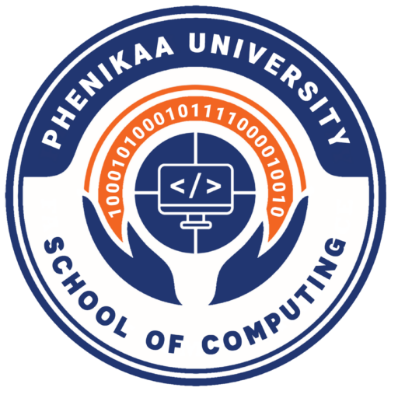 PHENIKAA UNIVERSITY
10001010001011111000010010
</>
SCHOOL OF COMPUTING